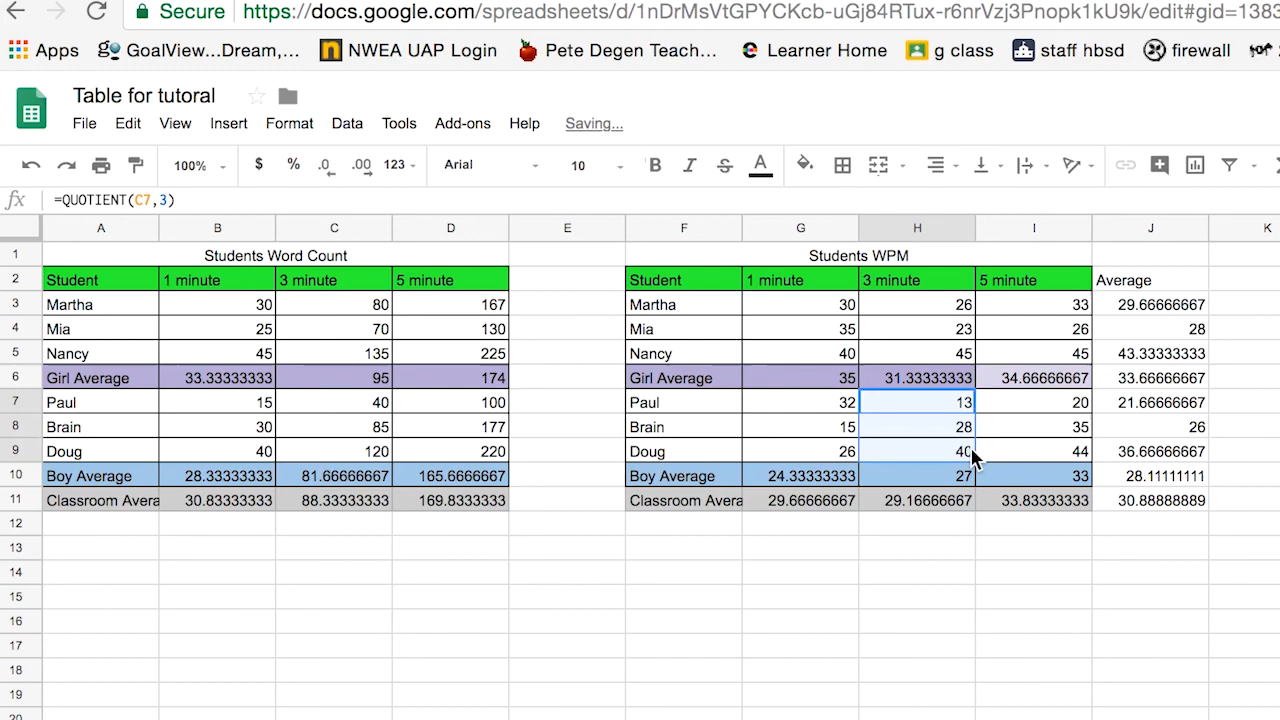 Secure https://docs.google.com/spreadsheets/d/1nDrMsVtGPYCKcb-uGj84RTux-r6nrVzj3Pnopk1kU9k/edit#gid=1383
Apps GoalView...Dream,... NWEA UAP Login Pete Degen Teach... Learner Home g class staff hbsd firewall
Table for tutoral
File Edit View Insert Format Data Tools Add-ons Help Saving...
100% $ % .0 .00 123 Arial 10 B I S A
fx =QUOTIENT(C7,3)
A B C D E F G H I J K
1 Students Word Count Students WPM
2 Student 1 minute 3 minute 5 minute Student 1 minute 3 minute 5 minute Average
3 Martha 30 80 167 Martha 30 26 33 29.66666667
4 Mia 25 70 130 Mia 35 23 26 28
5 Nancy 45 135 225 Nancy 40 45 45 43.33333333
6 Girl Average 33.33333333 95 174 Girl Average 35 31.33333333 34.66666667 33.66666667
7 Paul 15 40 100 Paul 32 13 20 21.66666667
8 Brain 30 85 177 Brain 15 28 35 26
9 Doug 40 120 220 Doug 26 40 44 36.66666667
10 Boy Average 28.33333333 81.66666667 165.6666667 Boy Average 24.33333333 27 33 28.11111111
11 Classroom Avera 30.83333333 88.33333333 169.8333333 Classroom Avera 29.66666667 29.16666667 33.83333333 30.88888889
12
13
14
15
16
17
18
19
20